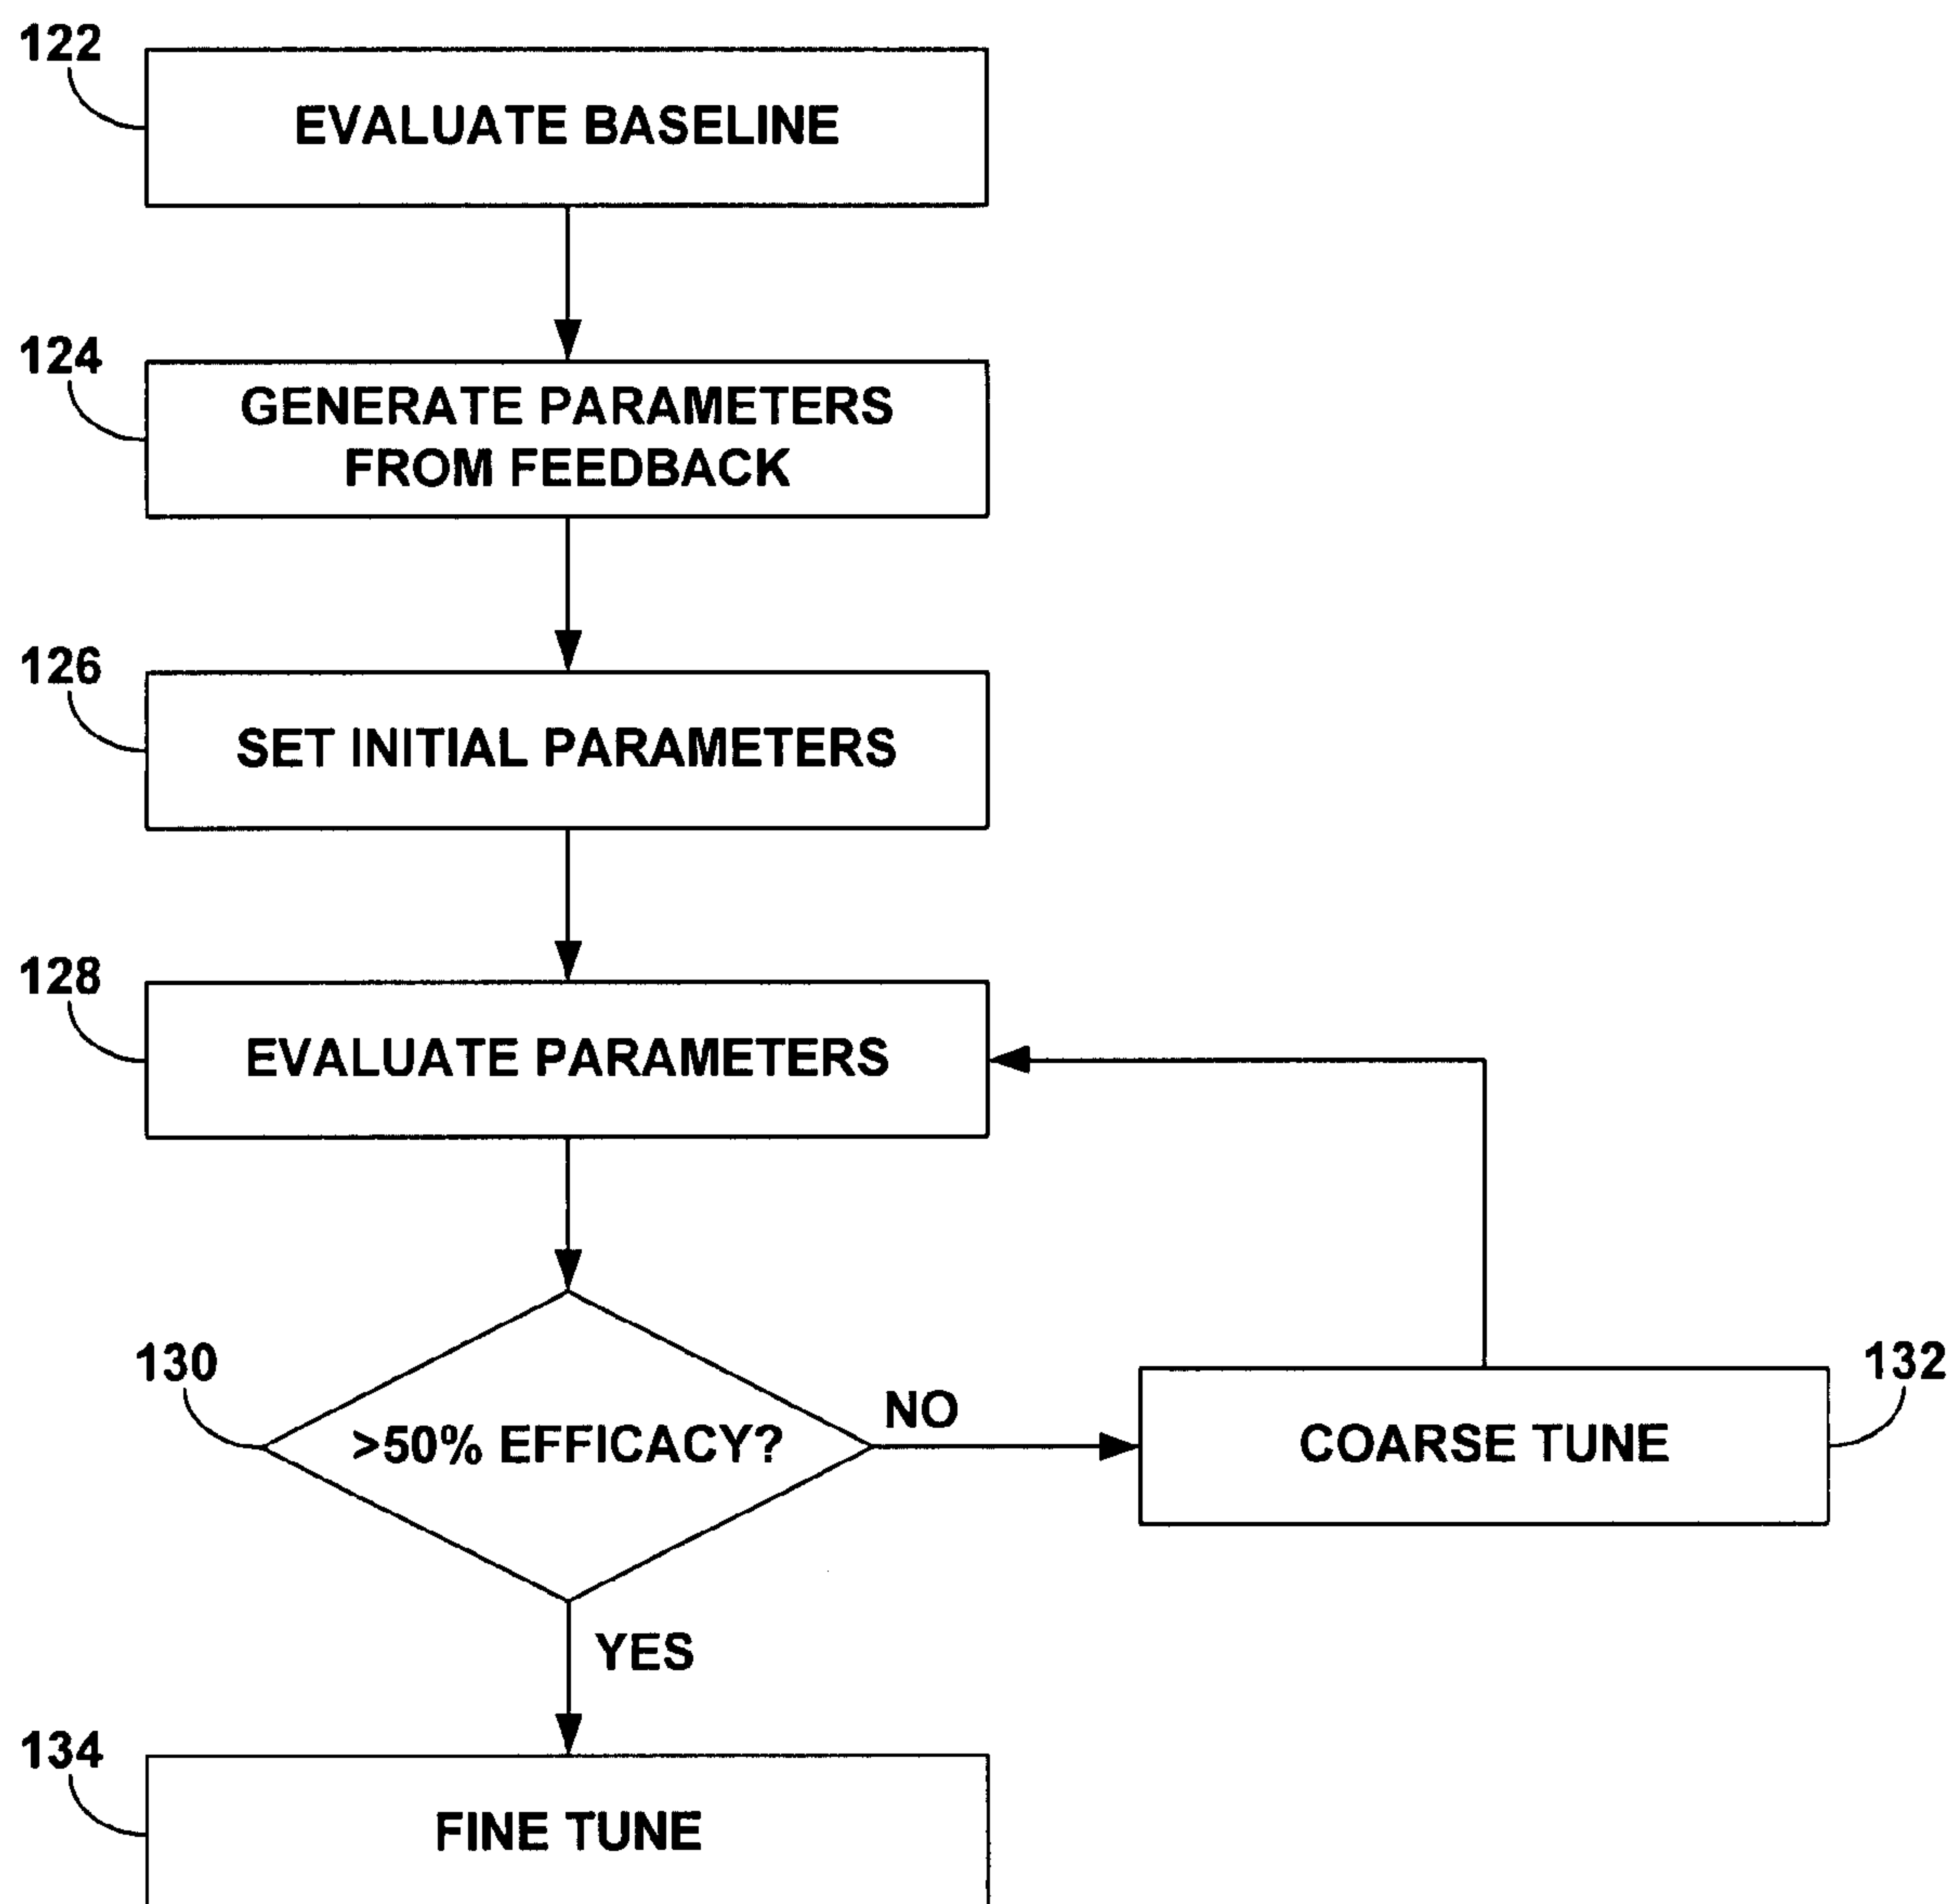 122
EVALUATE BASELINE
124
GENERATE PARAMETERS
FROM FEEDBACK
126
SET INITIAL PARAMETERS
128
EVALUATE PARAMETERS
130
>50% EFFICACY?
NO
COARSE TUNE
132
YES
134
FINE TUNE